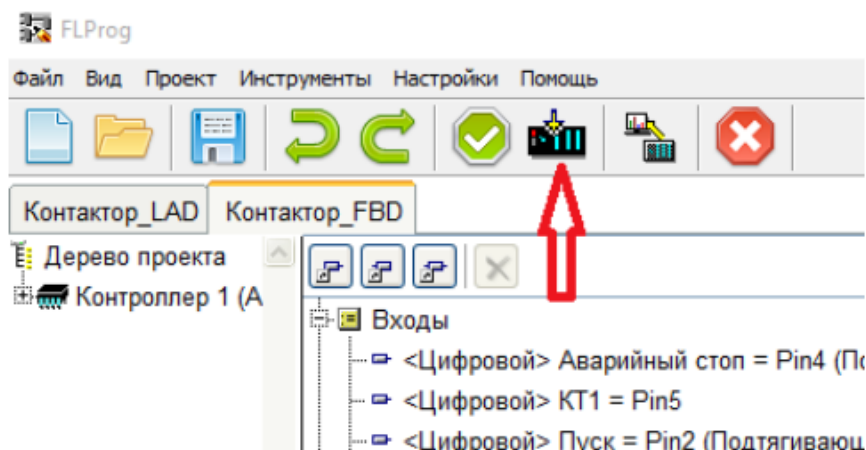 FLProg
Файл Вид Проект Инструменты Настройки Помощь
Контактор_LAD Контактор_FBD
Дерево проекта
Контроллер 1 (А
Входы
<Цифровой> Аварийный стоп = Pin4 (По
<Цифровой> КТ1 = Pin5
<Цифровой> Пуск = Pin2 (Подтягивающ